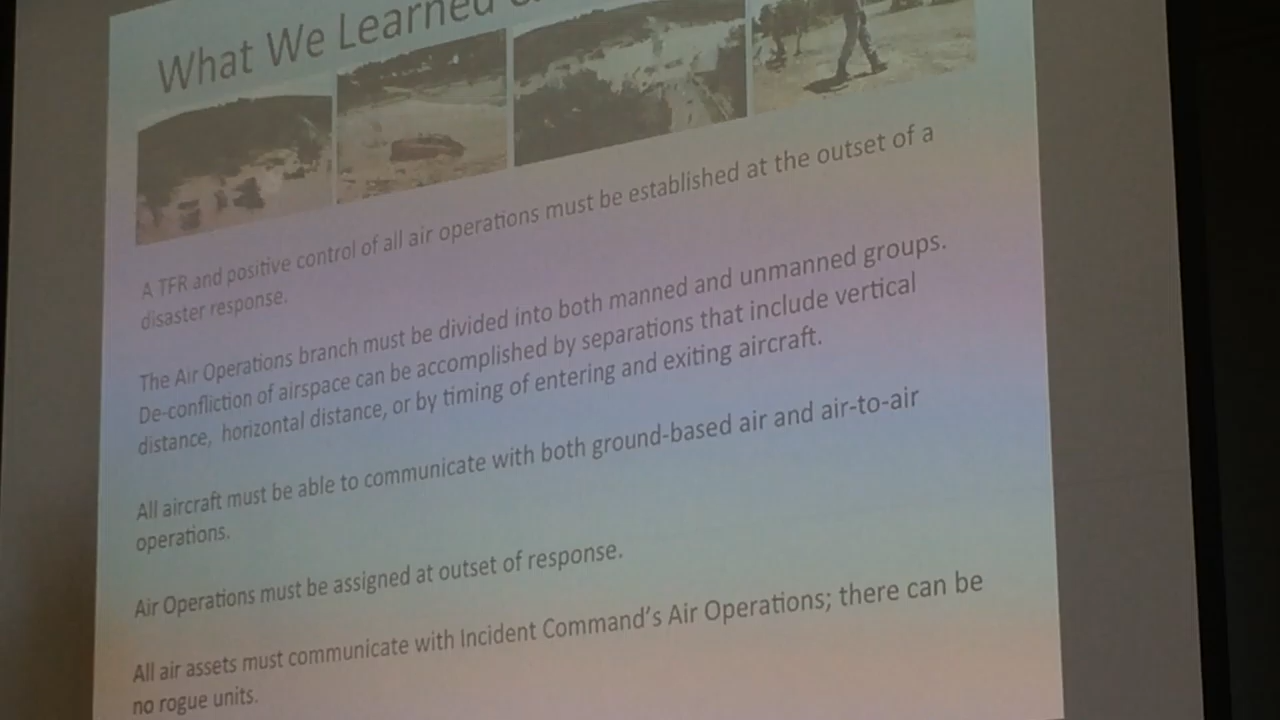 What We Learned
A TFR and positive control of all air operations must be established at the outset of a
disaster response.
The Air Operations branch must be divided into both manned and unmanned groups.
De-confliction of airspace can be accomplished by separations that include vertical
distance, horizontal distance, or by timing of entering and exiting aircraft.
All aircraft must be able to communicate with both ground-based air and air-to-air
operations.
Air Operations must be assigned at outset of response.
All air assets must communicate with Incident Command's Air Operations; there can be
no rogue units.